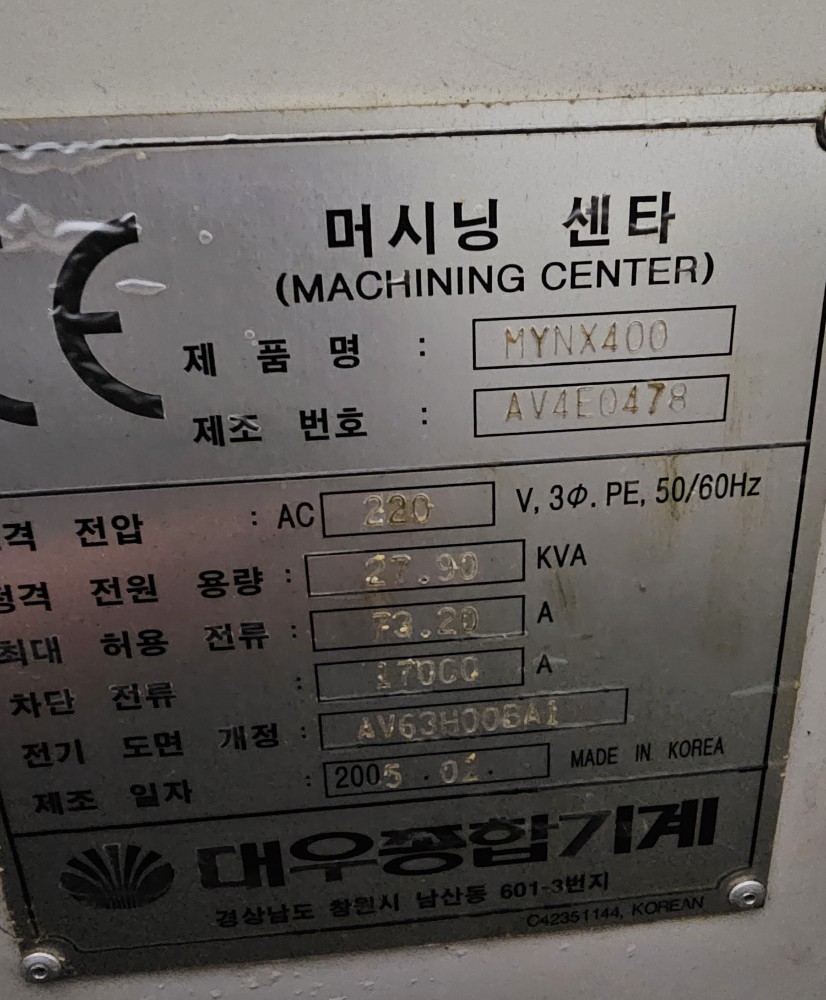 CE
머시닝 센타
(MACHINING CENTER)
제 품 명 : MYNX400
제조 번호 : AV4E0478
격 전압 : AC 220 V, 3Φ. PE, 50/60Hz
정격 전원 용량 : 27.90 KVA
최대 허용 전류 : 73.20 A
차단 전류 : 17000 A
전기 도면 개정 :
제조 일자 : 2005 . 02. MADE IN KOREA
대우종합기계
경상남도 창원시 남산동 601-3번지
C42351144, KOREAN